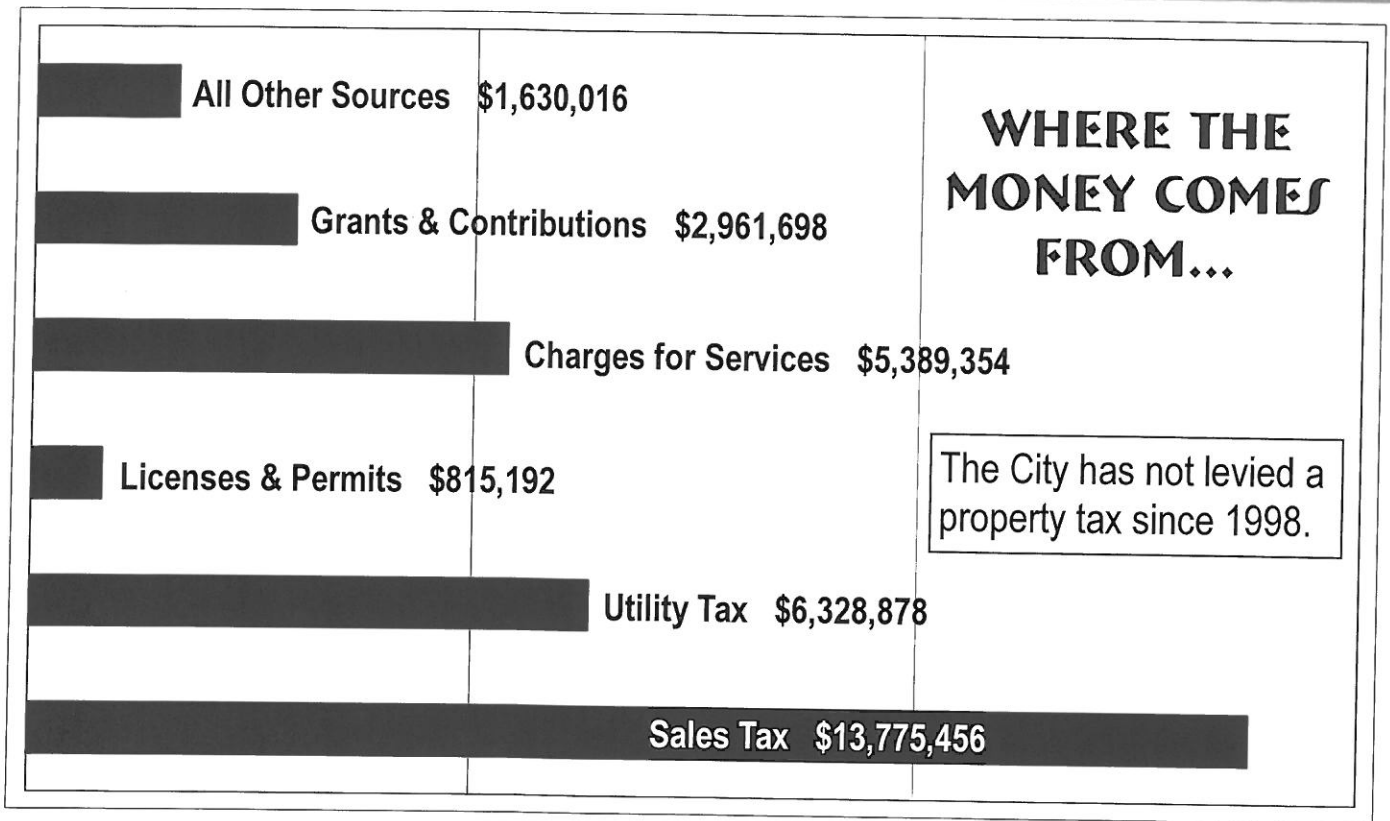 All Other Sources $1,630,016
WHERE THE
MONEY COMES
FROM...
Grants & Contributions $2,961,698
Charges for Services $5,389,354
Licenses & Permits $815,192
The City has not levied a
property tax since 1998.
Utility Tax $6,328,878
Sales Tax $13,775,456